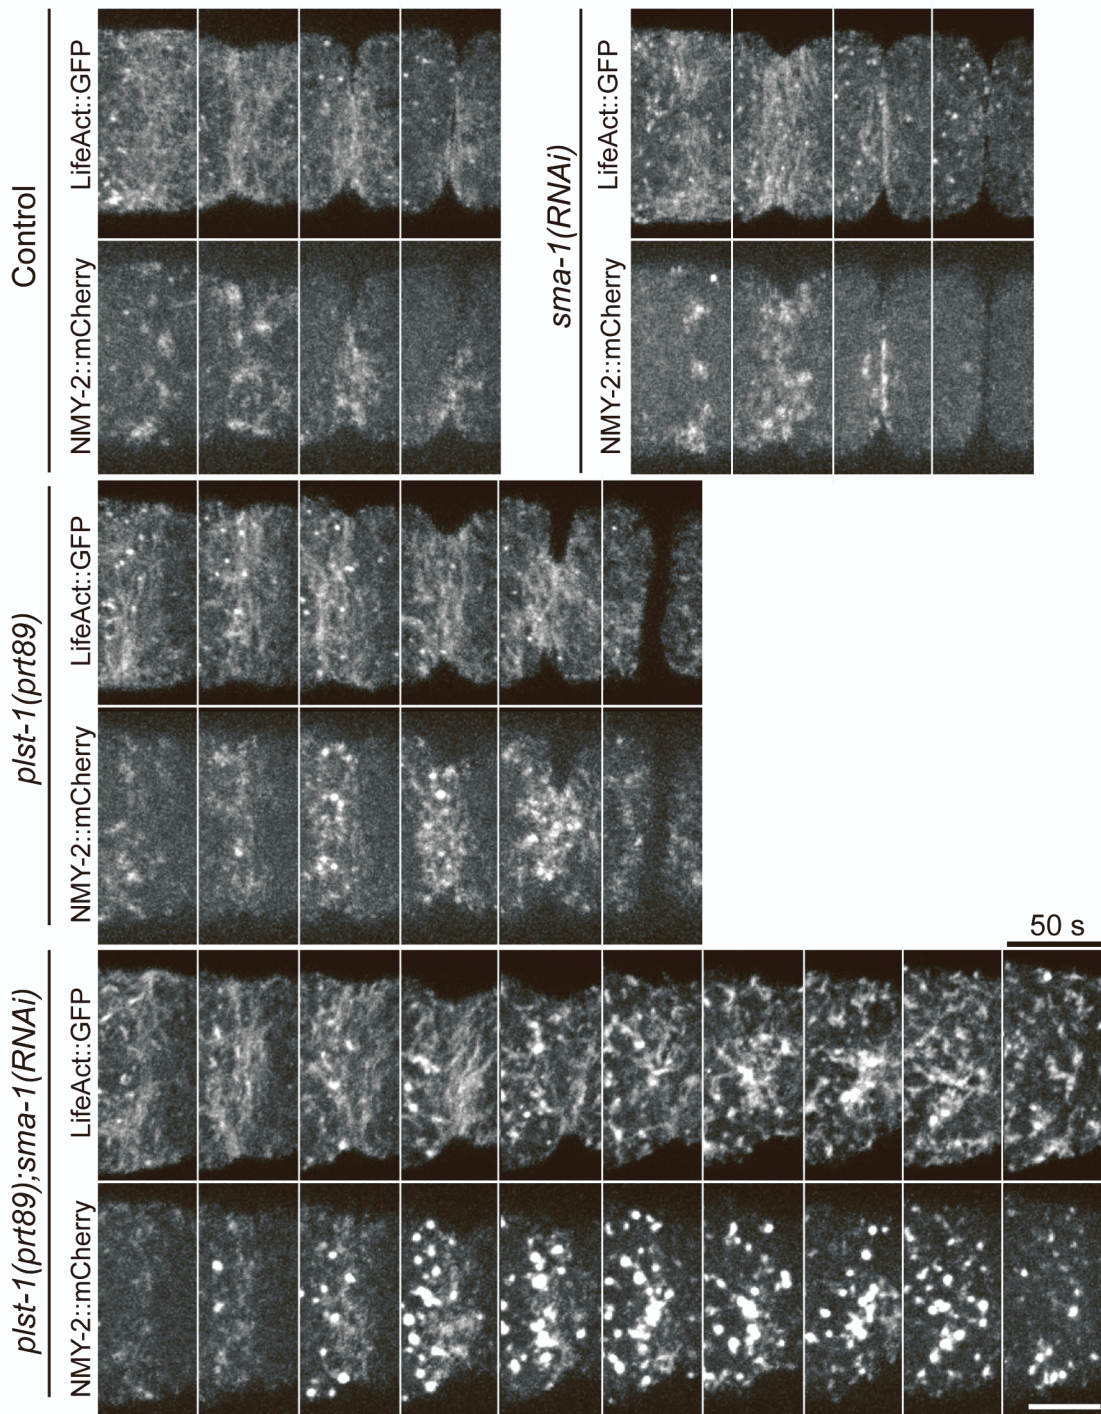 Control
LifeAct::GFP
NMY-2::mCherry
sma-1(RNAi)
LifeAct::GFP
NMY-2::mCherry
plst-1(prt89)
LifeAct::GFP
NMY-2::mCherry
50 s
plst-1(prt89);sma-1(RNAi)
LifeAct::GFP
NMY-2::mCherry